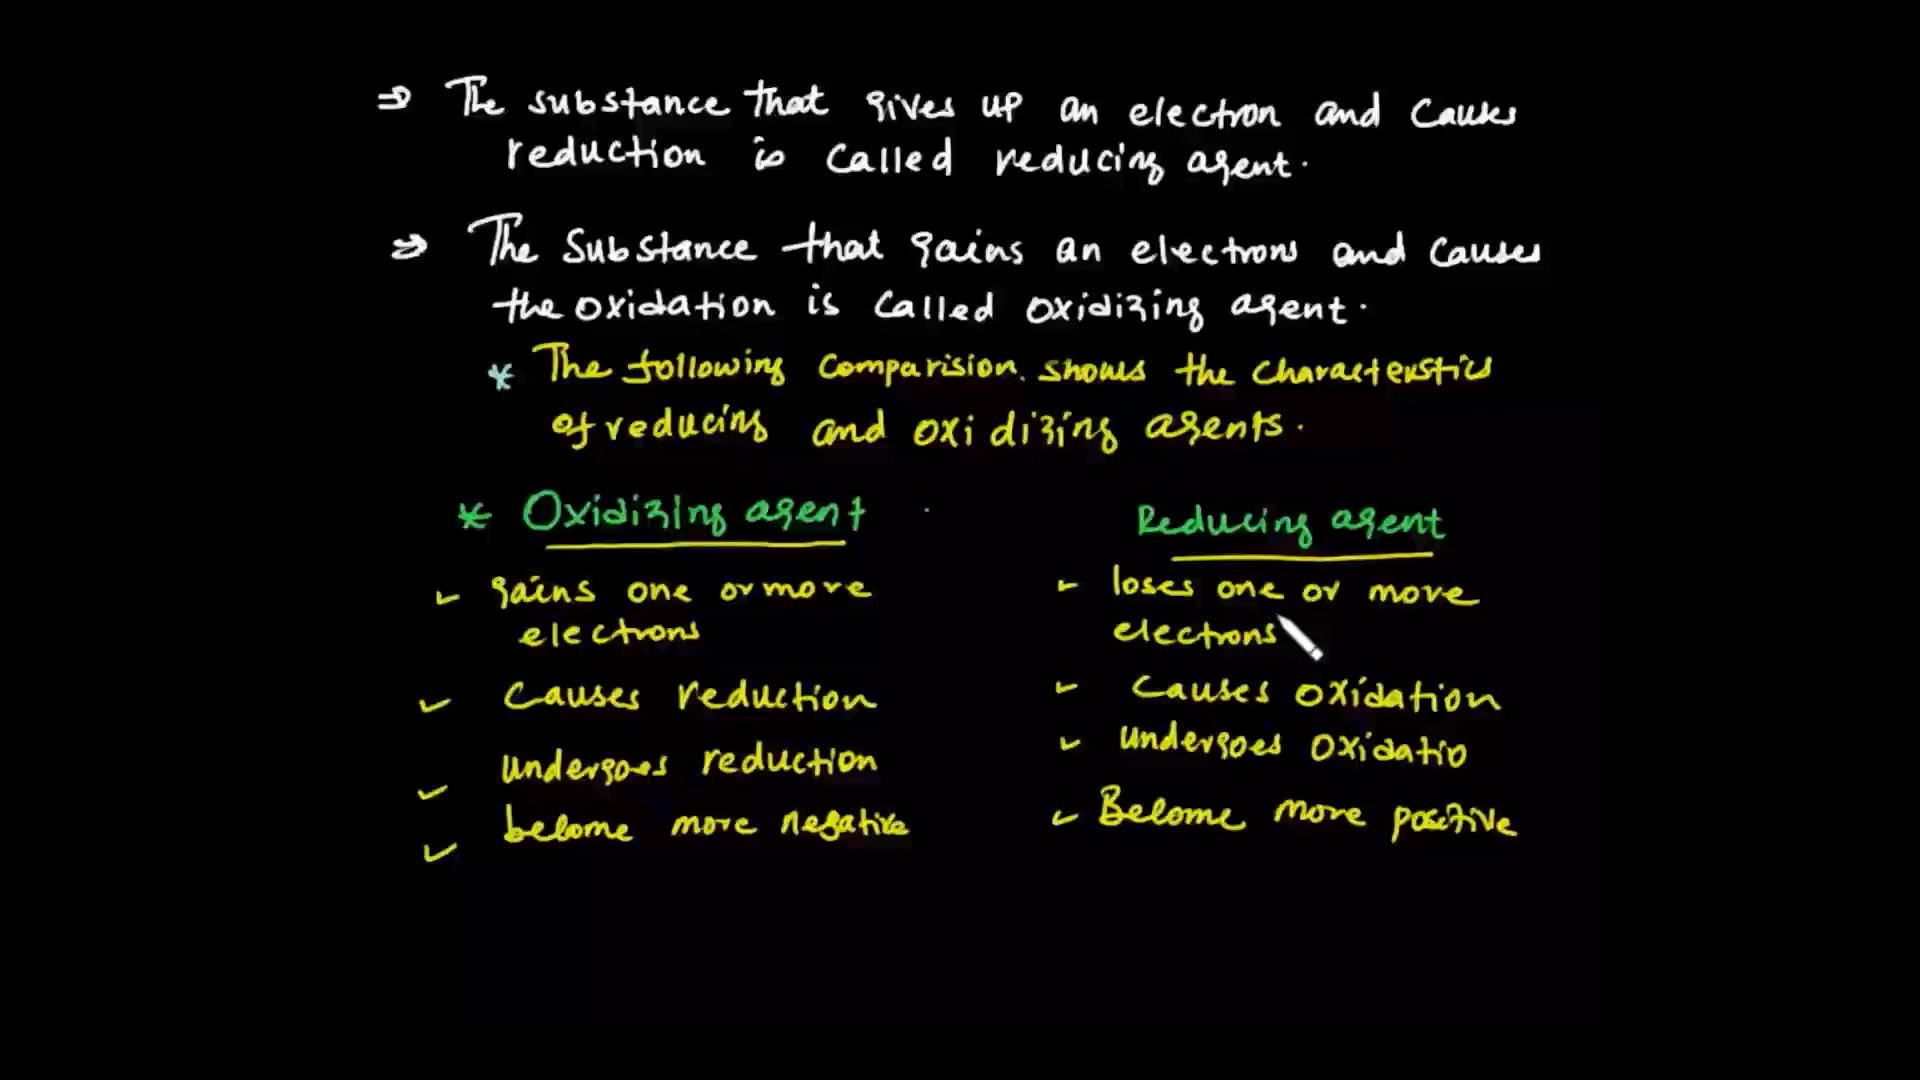 ⇒ The substance that gives up an electron and causes
reduction is called reducing agent.
⇒ The Substance that gains an electrons and causes
the oxidation is called oxidizing agent.
* The following comparision. shows the characterstics
of reducing and oxidizing agents.
* Oxidizing agent
✓ gains one or more
electrons
✓ causes reduction
✓ undergoes reduction
✓ become more negative
Reducing agent
✓ loses one or more
electrons
✓ causes oxidation
✓ undergoes oxidatio
✓ Become more positive